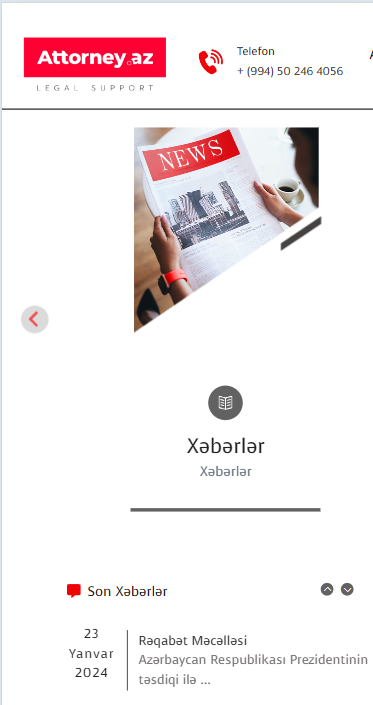 Attorney.az
LEGAL SUPPORT
Telefon
+ (994) 50 246 4056
NEWS
Xəbərlər
Xəbərlər
Son Xəbərlər
23
Yanvar
2024
Rəqabət Məcəlləsi
Azərbaycan Respublikası Prezidentinin
təsdiqi ilə ...